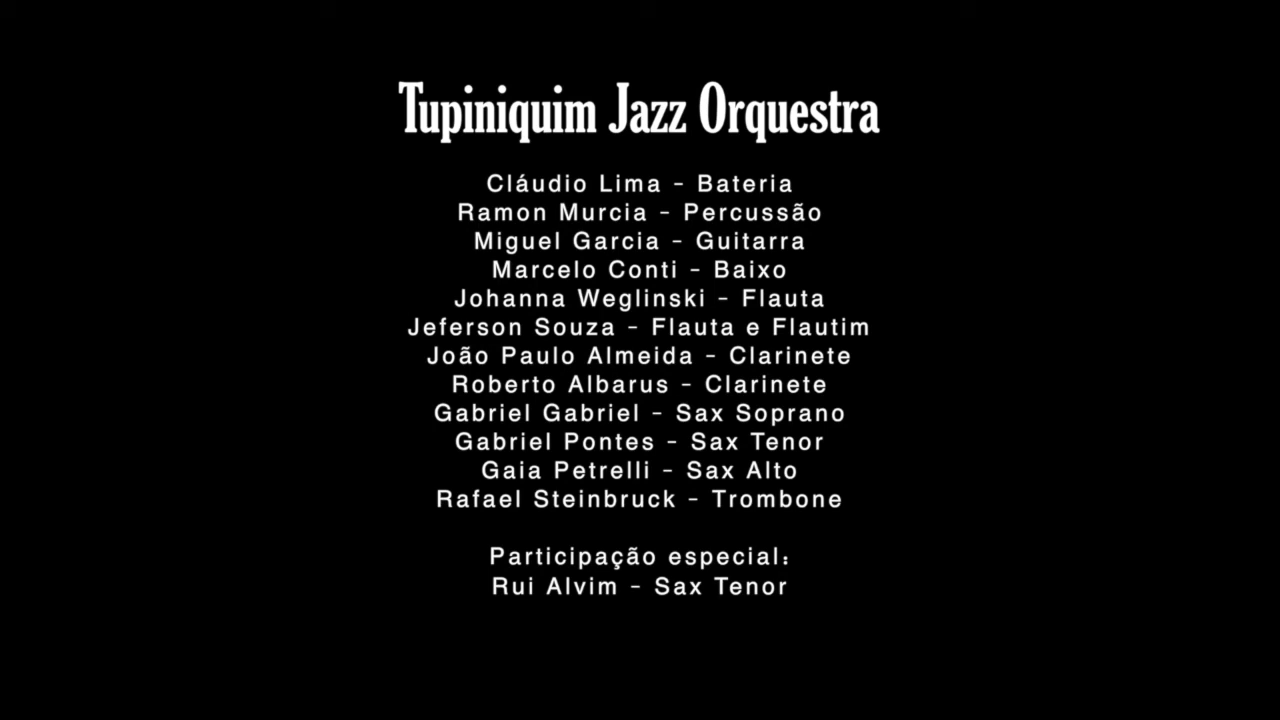 Tupiniquim Jazz Orquestra
Cláudio Lima - Bateria
Ramon Murcia - Percussão
Miguel Garcia - Guitarra
Marcelo Conti - Baixo
Johanna Weglinski - Flauta
Jeferson Souza - Flauta e Flautim
João Paulo Almeida - Clarinete
Roberto Albarus - Clarinete
Gabriel Gabriel - Sax Soprano
Gabriel Pontes - Sax Tenor
Gaia Petrelli - Sax Alto
Rafael Steinbruck - Trombone
Participação especial:
Rui Alvim - Sax Tenor